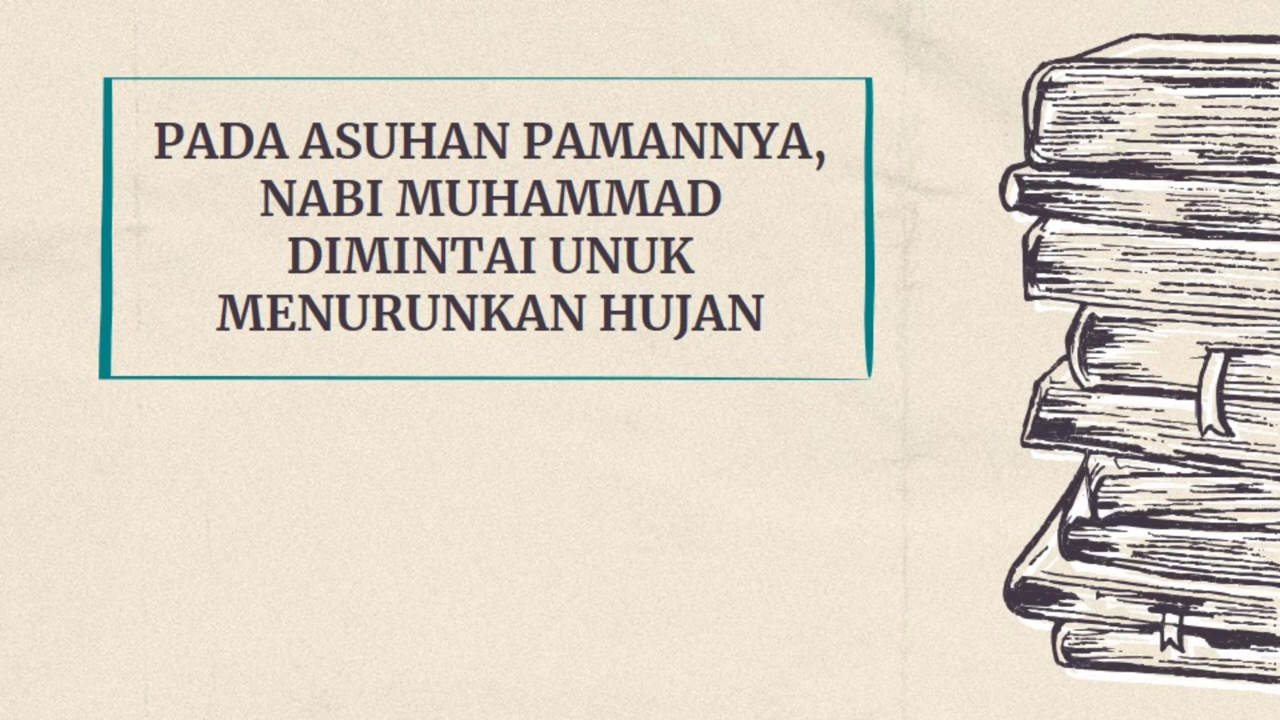 PADA ASUHAN PAMANNYA,
NABI MUHAMMAD
DIMINTAI UNUK
MENURUNKAN HUJAN